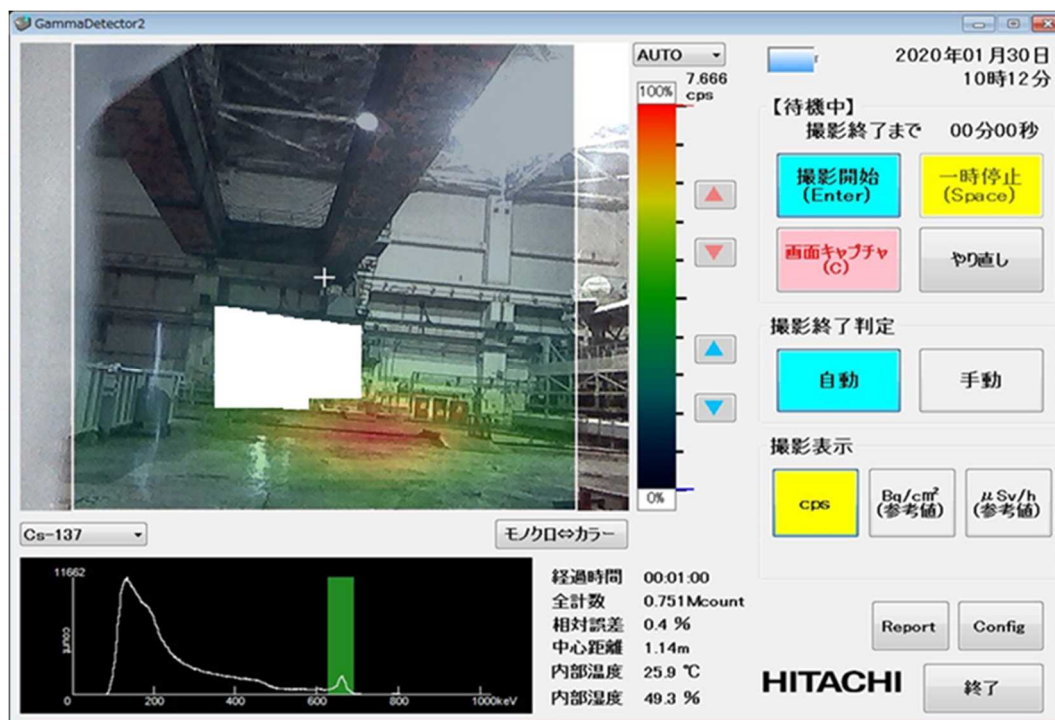 GammaDetector2
AUTO
7.666
cps
100%
0%
2020年01月30日
10時12分
【待機中】
撮影終了まで 00分00秒
撮影開始
(Enter)
一時停止
(Space)
画面キャプチャ
(C)
やり直し
撮影終了判定
自動
手動
撮影表示
cps
Bq/cm²
(参考値)
μSv/h
(参考値)
Cs-137
モノクロ⇔カラー
11662
count
0
200
400
600
800
1000keV
経過時間 00:01:00
全計数 0.751Mcount
相対誤差 0.4 %
中心距離 1.14m
内部温度 25.9 ℃
内部湿度 49.3 %
Report
Config
HITACHI
終了